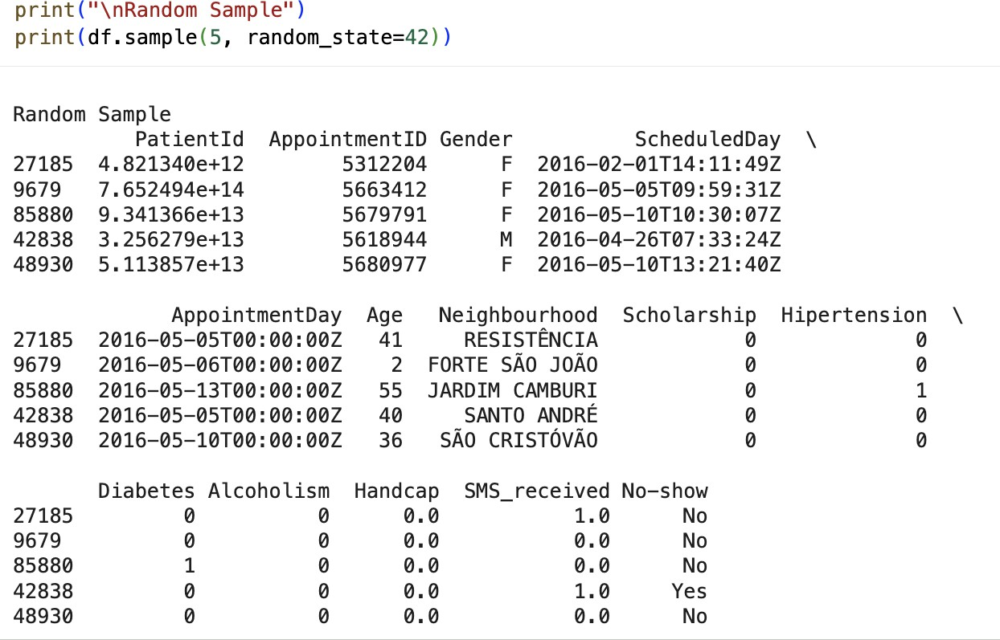 print("\nRandom Sample")
print(df.sample(5, random_state=42))
Random Sample
PatientId AppointmentID Gender ScheduledDay \
27185 4.821340e+12 5312204 F 2016-02-01T14:11:49Z
9679 7.652494e+14 5663412 F 2016-05-05T09:59:31Z
85880 9.341366e+13 5679791 F 2016-05-10T10:30:07Z
42838 3.256279e+13 5618944 M 2016-04-26T07:33:24Z
48930 5.113857e+13 5680977 F 2016-05-10T13:21:40Z
AppointmentDay Age Neighbourhood Scholarship Hipertension \
27185 2016-05-05T00:00:00Z 41 RESISTÊNCIA 0 0
9679 2016-05-06T00:00:00Z 2 FORTE SÃO JOÃO 0 0
85880 2016-05-13T00:00:00Z 55 JARDIM CAMBURI 0 1
42838 2016-05-05T00:00:00Z 40 SANTO ANDRÉ 0 0
48930 2016-05-10T00:00:00Z 36 SÃO CRISTÓVÃO 0 0
Diabetes Alcoholism Handcap SMS_received No-show
27185 0 0 0.0 1.0 No
9679 0 0 0.0 0.0 No
85880 1 0 0.0 0.0 No
42838 0 0 0.0 1.0 Yes
48930 0 0 0.0 0.0 No